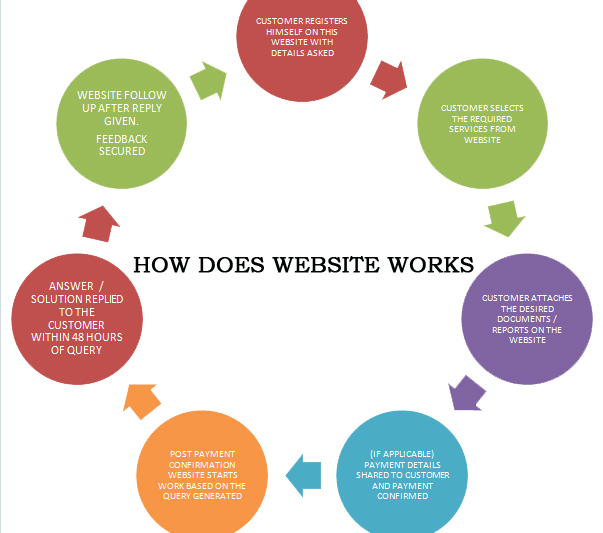 CUSTOMER REGISTERS
HIMSELF ON THIS
WEBSITE WITH
DETAILS ASKED
CUSTOMER SELECTS
THE REQUIRED
SERVICES FROM
WEBSITE
CUSTOMER ATTACHES
THE DESIRED
DOCUMENTS /
REPORTS ON THE
WEBSITE
(IF APPLICABLE)
PAYMENT DETAILS
SHARED TO CUSTOMER
AND PAYMENT
CONFIRMED
POST PAYMENT
CONFIRMATION
WEBSITE STARTS
WORK BASED ON THE
QUERY GENERATED
ANSWER /
SOLUTION REPLIED
TO THE
CUSTOMER
WITHIN 48 HOURS
OF QUERY
WEBSITE FOLLOW
UP AFTER REPLY
GIVEN.
FEEDBACK
SECURED
HOW DOES WEBSITE WORKS